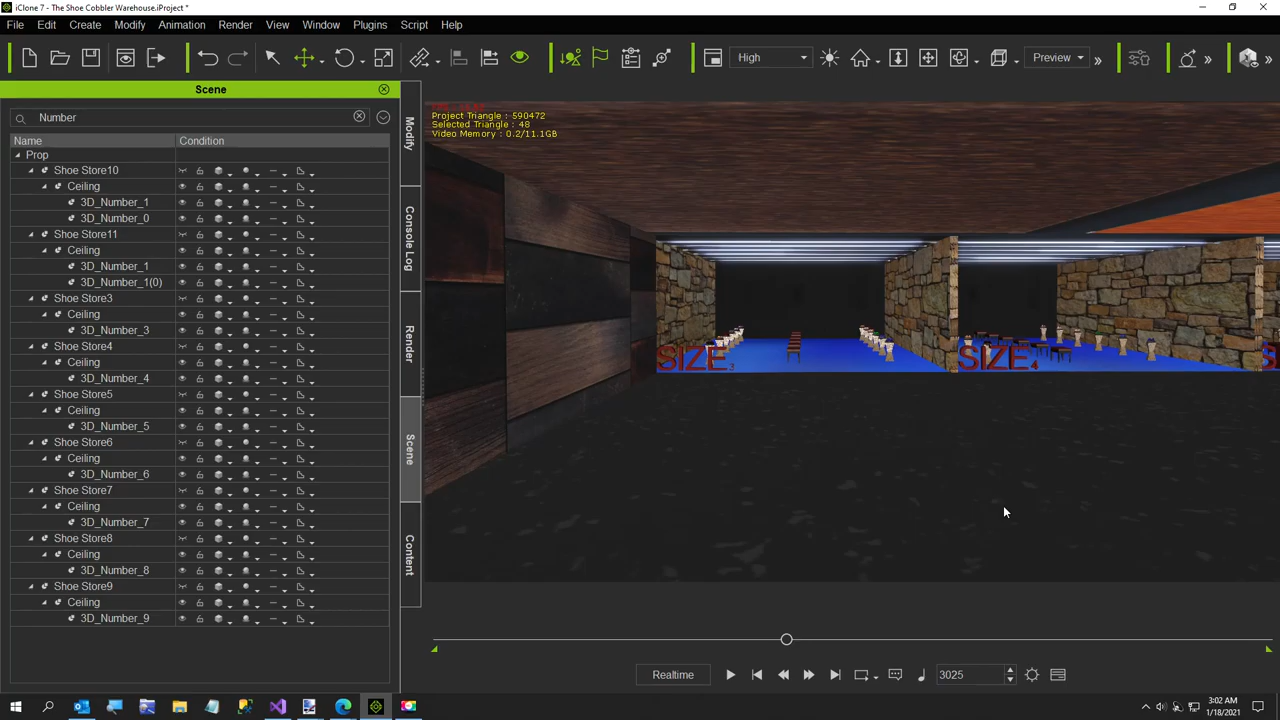 iClone 7 - The Shoe Cobbler Warehouse.iProject *
File Edit Create Modify Animation Render View Window Plugins Script Help
High
Preview
Scene
Number
Name Condition
Prop
Shoe Store10
Ceiling
3D_Number_1
3D_Number_0
Shoe Store11
Ceiling
3D_Number_1
3D_Number_1(0)
Shoe Store3
Ceiling
3D_Number_3
Shoe Store4
Ceiling
3D_Number_4
Shoe Store5
Ceiling
3D_Number_5
Shoe Store6
Ceiling
3D_Number_6
Shoe Store7
Ceiling
3D_Number_7
Shoe Store8
Ceiling
3D_Number_8
Shoe Store9
Ceiling
3D_Number_9
Modify
Console Log
Render
Scene
Content
Project Triangle : 590472
Selected Triangle : 48
Video Memory : 0.2/11.1GB
SIZE 3
SIZE 4
Realtime
3025
3:02 AM
1/18/2021